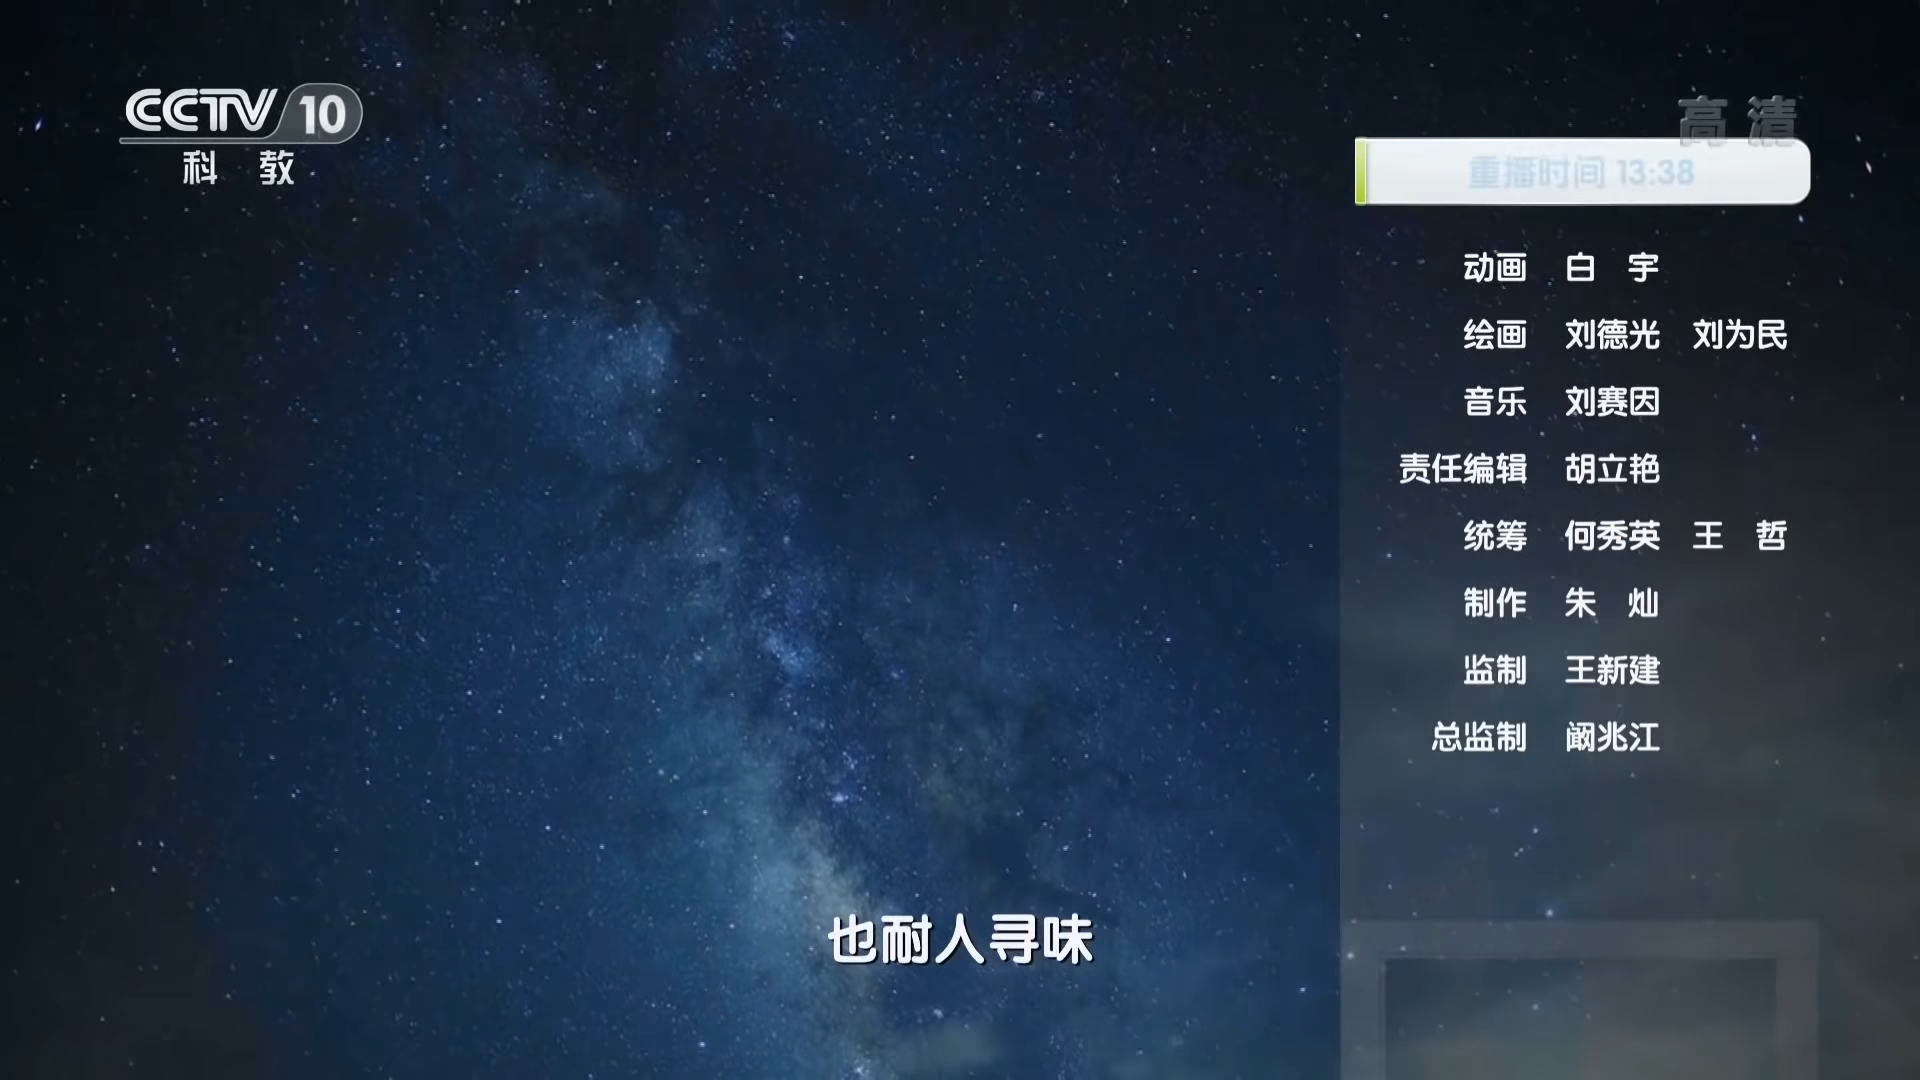 CCTV 10
科 教
高 清
重播时间 13:38
动画 白 宇
绘画 刘德光 刘为民
音乐 刘赛因
责任编辑 胡立艳
统筹 何秀英 王 哲
制作 朱 灿
监制 王新建
总监制 阚兆江
也耐人寻味